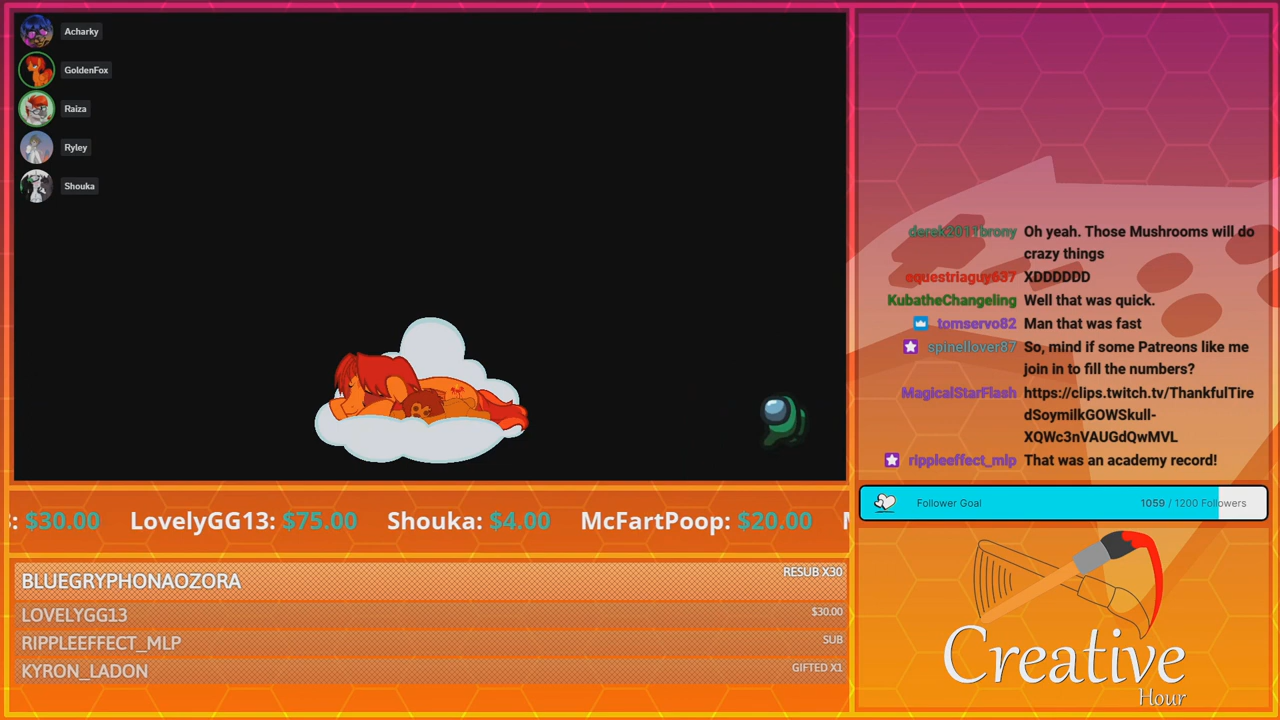 Acharky
GoldenFox
Raiza
Ryley
Shouka
derek2011brony Oh yeah. Those Mushrooms will do
crazy things
equestriaguy637 XDDDDDD
KubatheChangeling Well that was quick.
tomservo82 Man that was fast
spinellover87 So, mind if some Patreons like me
join in to fill the numbers?
MagicalStarFlash https://clips.twitch.tv/ThankfulTire
dSoymilkGOWSkull-
XQWc3nVAUGdQwMVL
rippleeffect_mlp That was an academy record!
Follower Goal 1059 / 1200 Followers
: $30.00 LovelyGG13: $75.00 Shouka: $4.00 McFartPoop: $20.00
BLUEGRYPHONAOZORA RESUB X30
LOVELYGG13 $30.00
RIPPLEEFFECT_MLP SUB
KYRON_LADON GIFTED X1
Creative
Hour